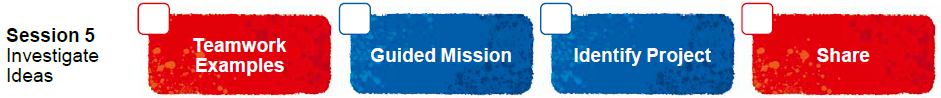 Session 5
Investigate
Ideas
Teamwork
Examples
Guided Mission
Identify Project
Share